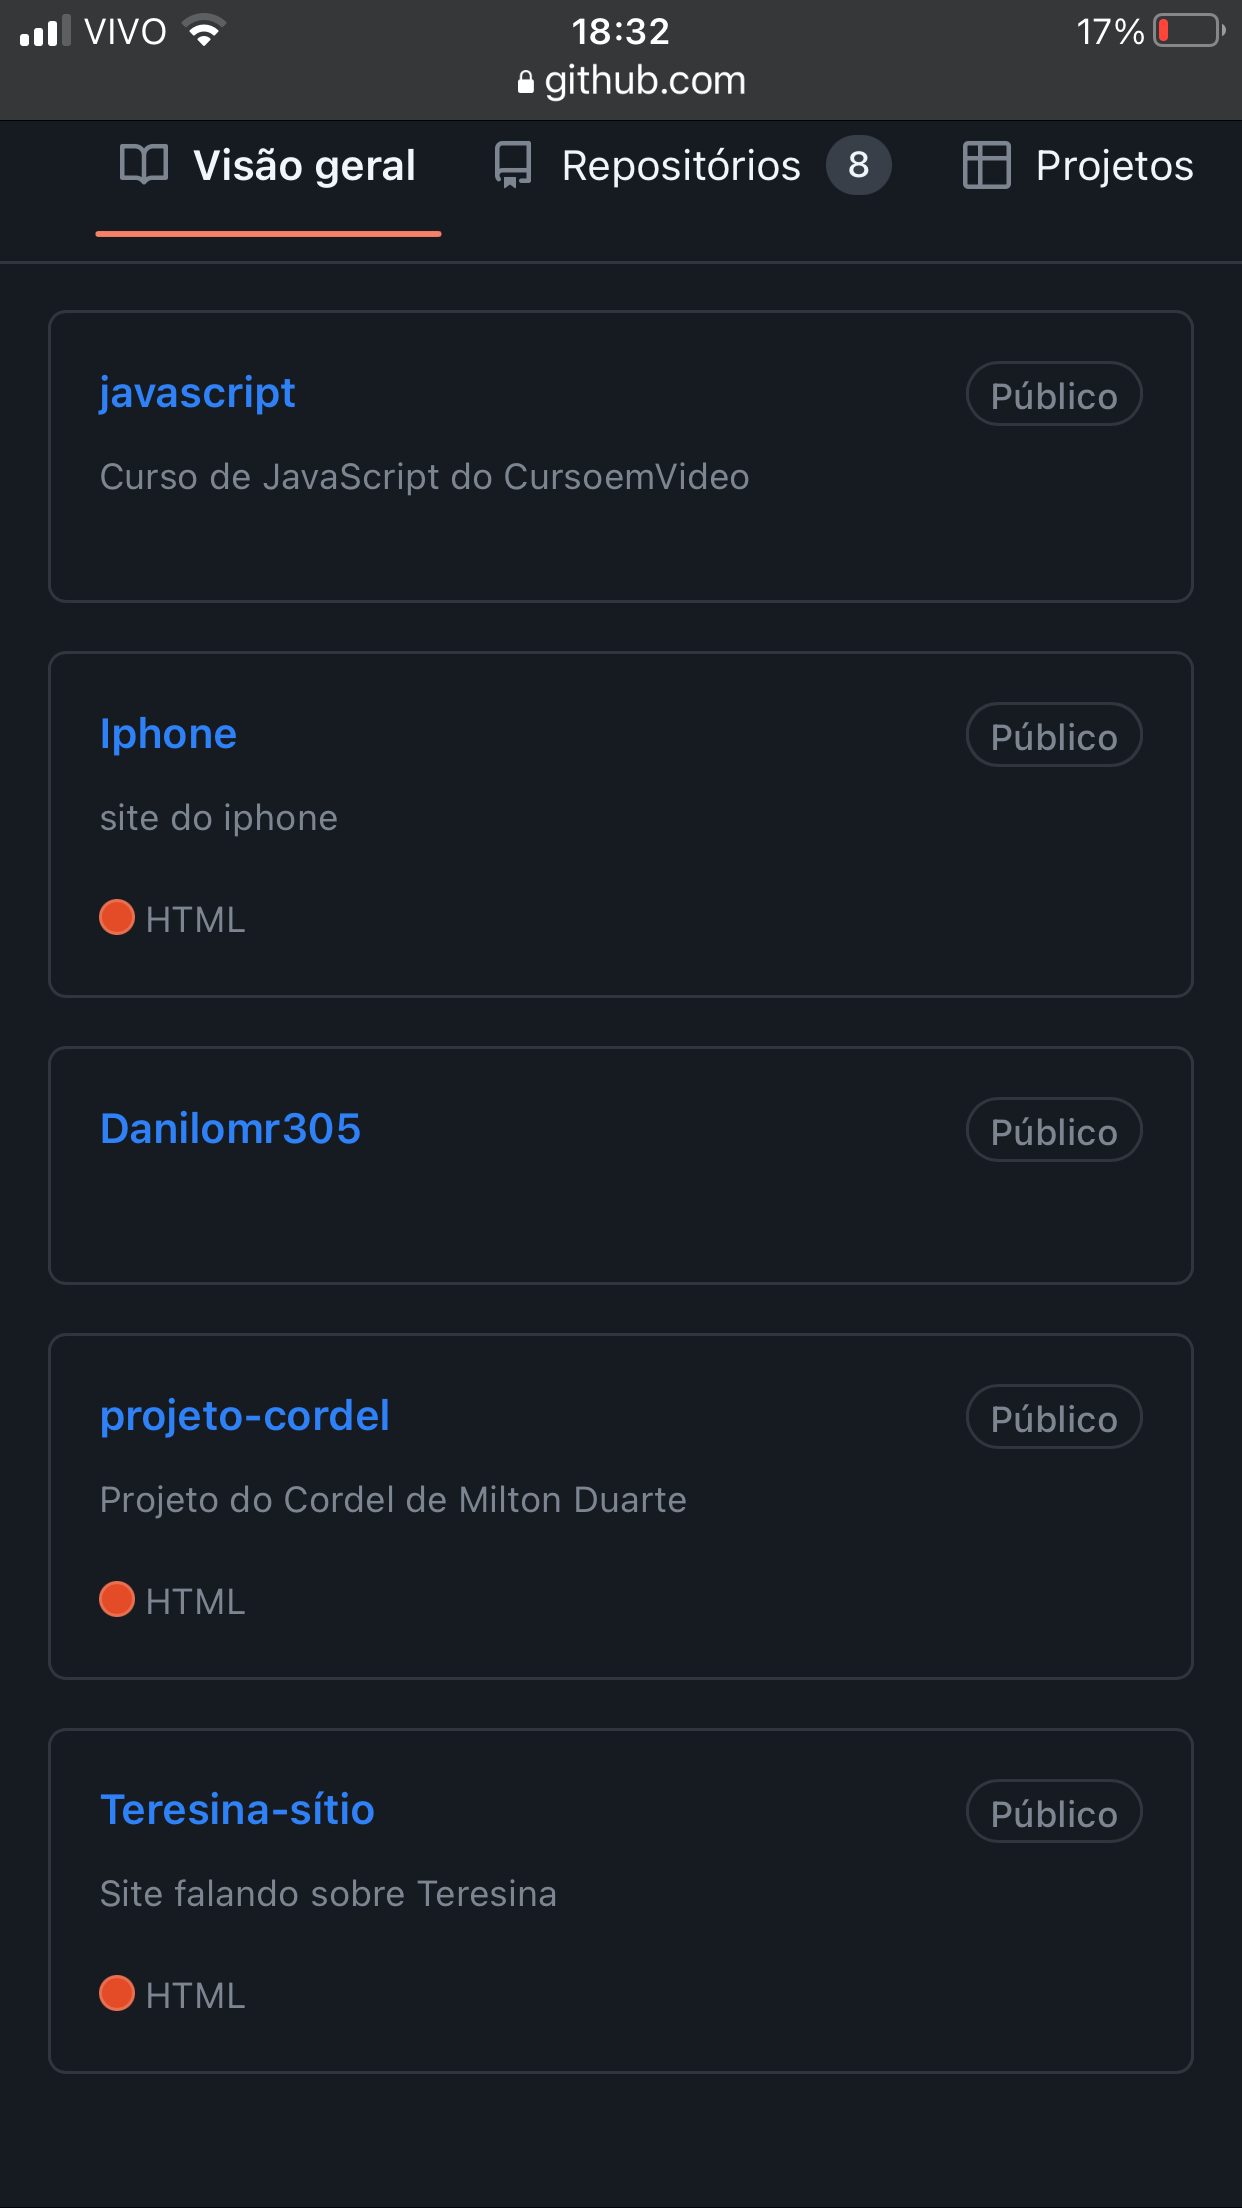 VIVO 18:32 17%
github.com
Visão geral Repositórios 8 Projetos
javascript Público
Curso de JavaScript do CursoemVideo
Iphone Público
site do iphone
HTML
Danilomr305 Público
projeto-cordel Público
Projeto do Cordel de Milton Duarte
HTML
Teresina-sítio Público
Site falando sobre Teresina
HTML